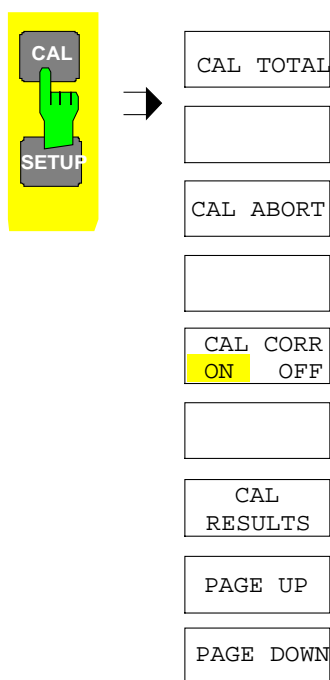 CAL
SETUP
CAL TOTAL
CAL ABORT
CAL CORR
ON OFF
CAL
RESULTS
PAGE UP
PAGE DOWN